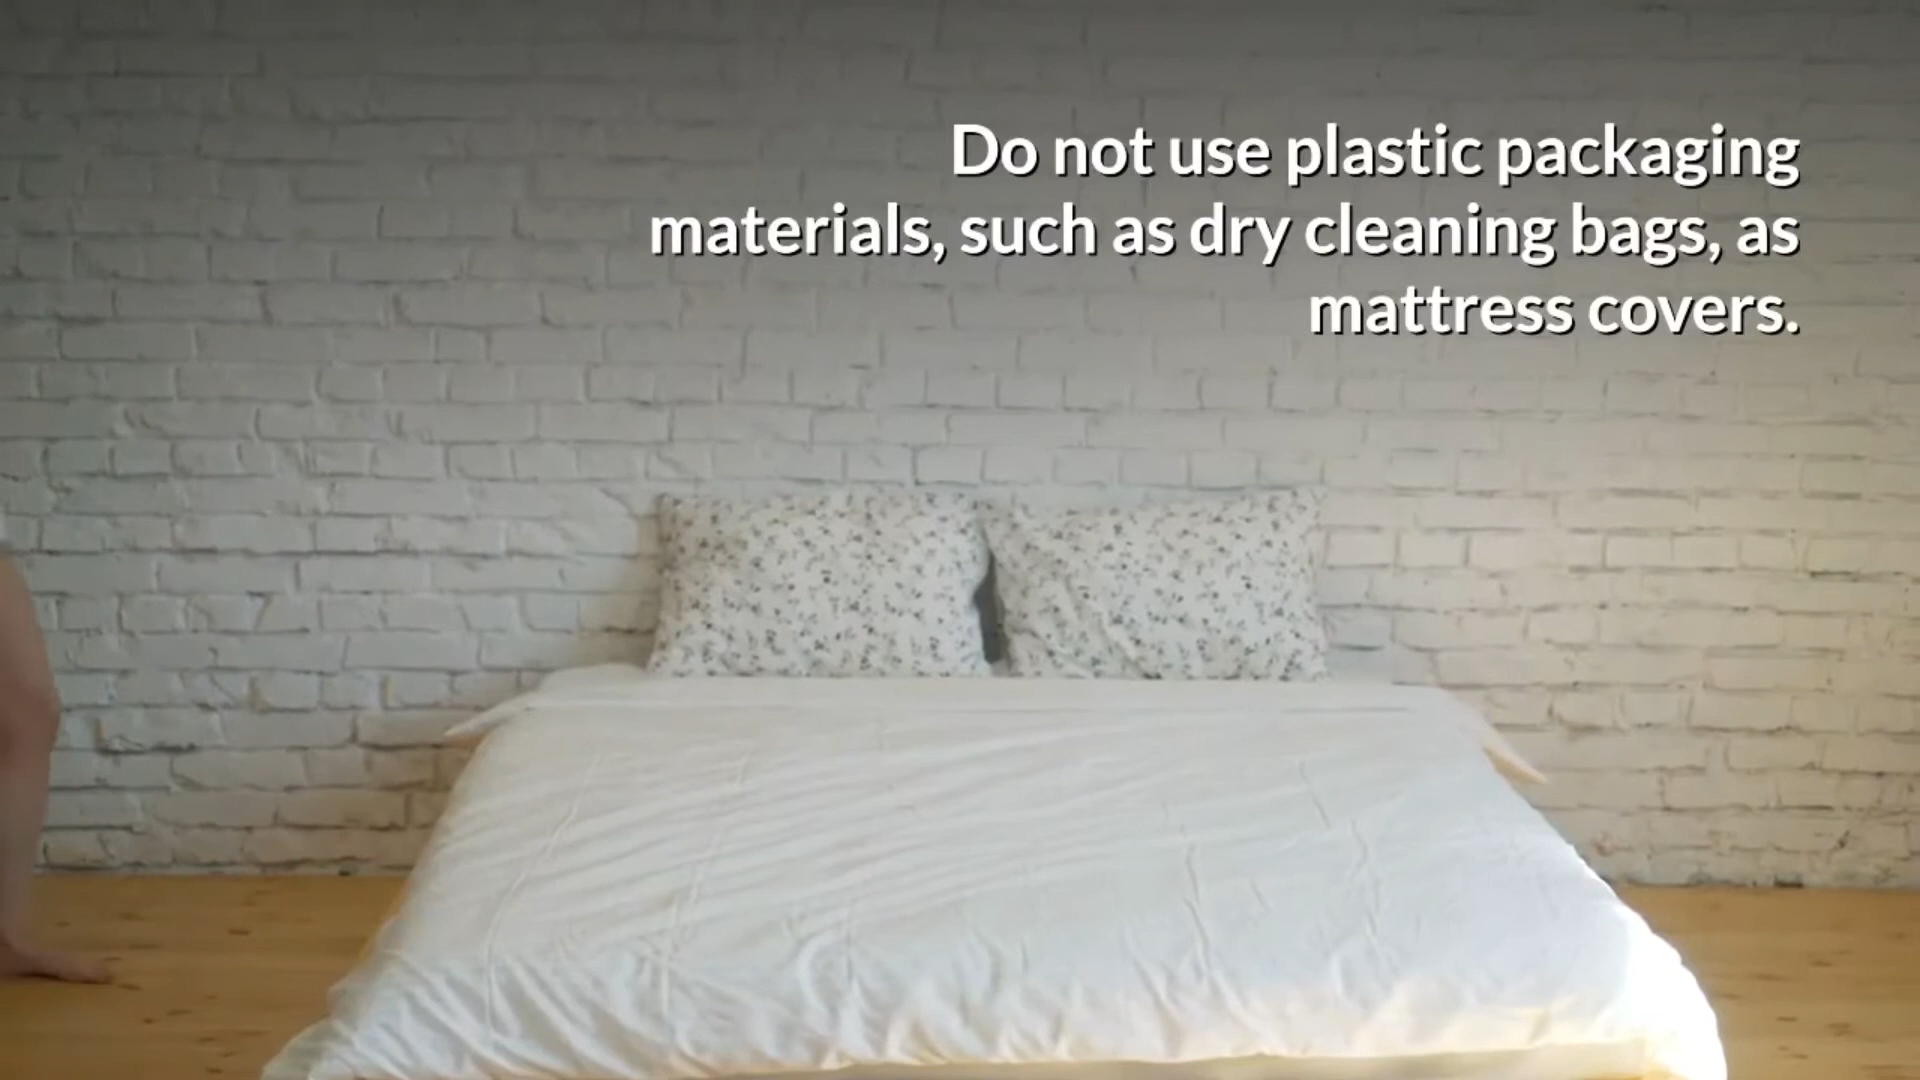 Do not use plastic packaging
materials, such as dry cleaning bags, as
mattress covers.